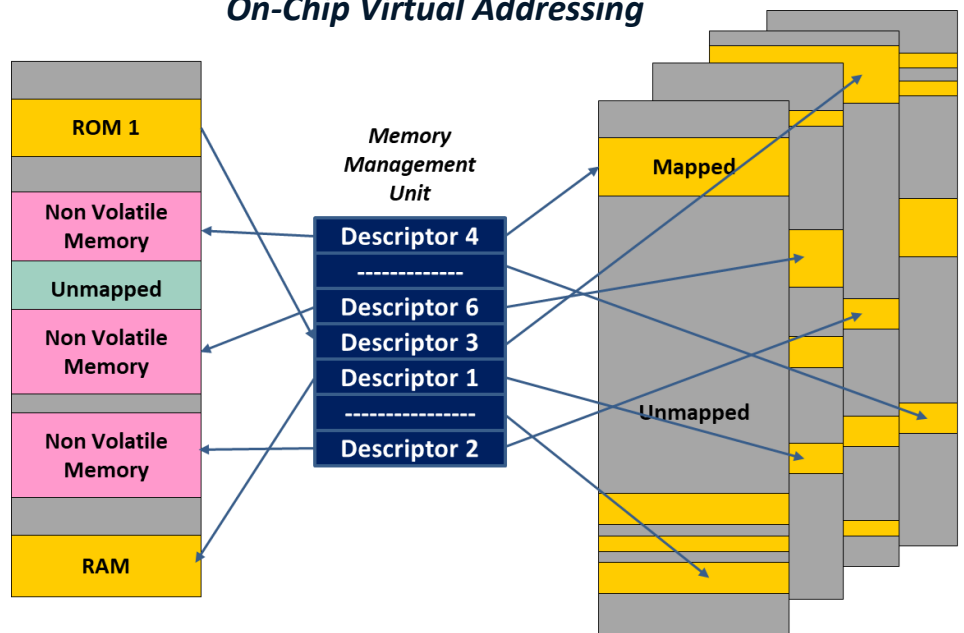 On-Chip Virtual Addressing
ROM 1
Non Volatile
Memory
Unmapped
Non Volatile
Memory
Non Volatile
Memory
RAM
Memory
Management
Unit
Descriptor 4
-------------
Descriptor 6
Descriptor 3
Descriptor 1
----------------
Descriptor 2
Mapped
Unmapped